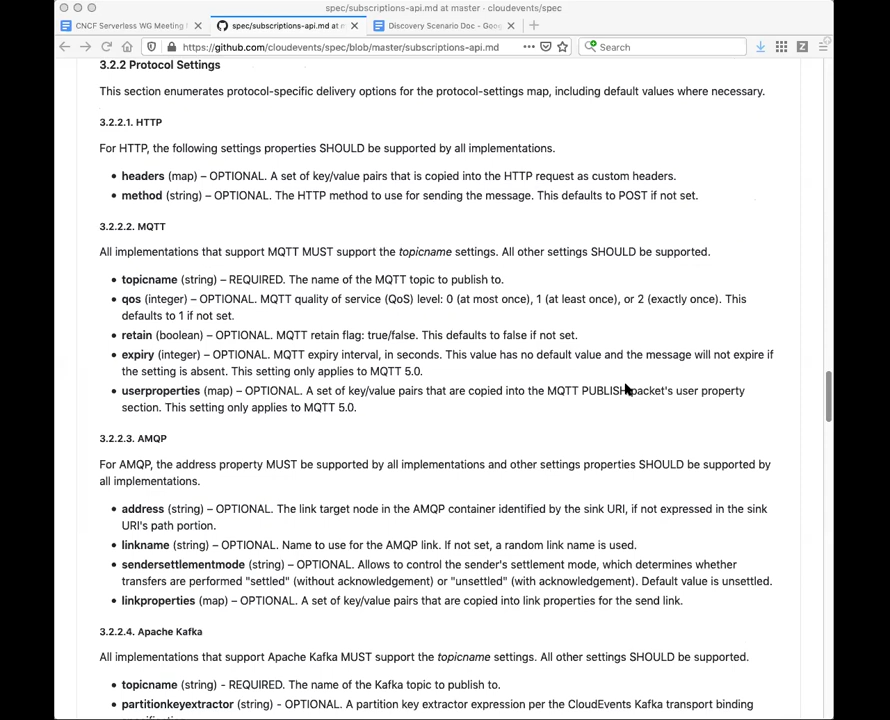 spec/subscriptions-api.md at master · cloudevents/spec
CNCF Serverless WG Meeting
spec/subscriptions-api.md at m
Discovery Scenario Doc - Goo
https://github.com/cloudevents/spec/blob/master/subscriptions-api.md
Search
3.2.2 Protocol Settings
This section enumerates protocol-specific delivery options for the protocol-settings map, including default values where necessary.
3.2.2.1. HTTP
For HTTP, the following settings properties SHOULD be supported by all implementations.
• headers (map) – OPTIONAL. A set of key/value pairs that is copied into the HTTP request as custom headers.
• method (string) – OPTIONAL. The HTTP method to use for sending the message. This defaults to POST if not set.
3.2.2.2. MQTT
All implementations that support MQTT MUST support the topicname settings. All other settings SHOULD be supported.
• topicname (string) – REQUIRED. The name of the MQTT topic to publish to.
• qos (integer) – OPTIONAL. MQTT quality of service (QoS) level: 0 (at most once), 1 (at least once), or 2 (exactly once). This
defaults to 1 if not set.
• retain (boolean) – OPTIONAL. MQTT retain flag: true/false. This defaults to false if not set.
• expiry (integer) – OPTIONAL. MQTT expiry interval, in seconds. This value has no default value and the message will not expire if
the setting is absent. This setting only applies to MQTT 5.0.
• userproperties (map) – OPTIONAL. A set of key/value pairs that are copied into the MQTT PUBLISH packet's user property
section. This setting only applies to MQTT 5.0.
3.2.2.3. AMQP
For AMQP, the address property MUST be supported by all implementations and other settings properties SHOULD be supported by
all implementations.
• address (string) – OPTIONAL. The link target node in the AMQP container identified by the sink URI, if not expressed in the sink
URI's path portion.
• linkname (string) – OPTIONAL. Name to use for the AMQP link. If not set, a random link name is used.
• sendersettlementmode (string) – OPTIONAL. Allows to control the sender's settlement mode, which determines whether
transfers are performed "settled" (without acknowledgement) or "unsettled" (with acknowledgement). Default value is unsettled.
• linkproperties (map) – OPTIONAL. A set of key/value pairs that are copied into link properties for the send link.
3.2.2.4. Apache Kafka
All implementations that support Apache Kafka MUST support the topicname settings. All other settings SHOULD be supported.
• topicname (string) - REQUIRED. The name of the Kafka topic to publish to.
• partitionkeyextractor (string) - OPTIONAL. A partition key extractor expression per the CloudEvents Kafka transport binding